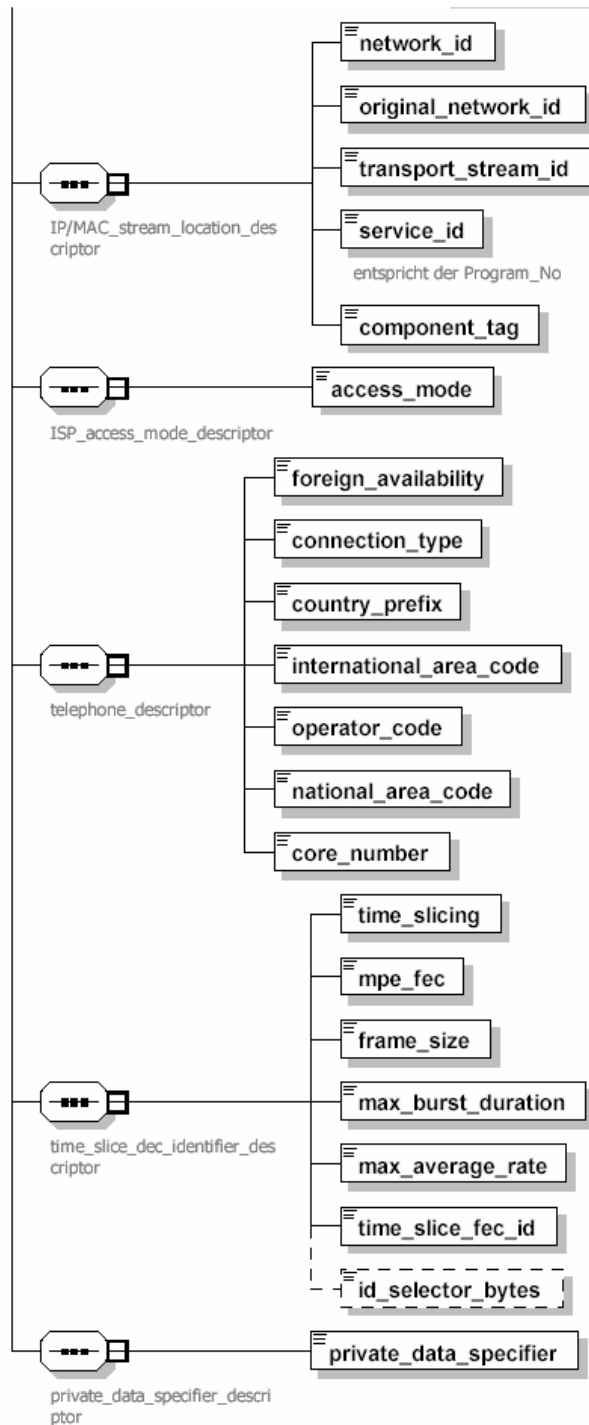 network_id
original_network_id
transport_stream_id
IP/MAC_stream_location_des
criptor
service_id
entspricht der Program_No
component_tag
access_mode
ISP_access_mode_descriptor
foreign_availability
connection_type
country_prefix
international_area_code
telephone_descriptor
operator_code
national_area_code
core_number
time_slicing
mpe_fec
frame_size
max_burst_duration
time_slice_dec_identifier_des
criptor
max_average_rate
time_slice_fec_id
id_selector_bytes
private_data_specifier
private_data_specifier_descri
ptor